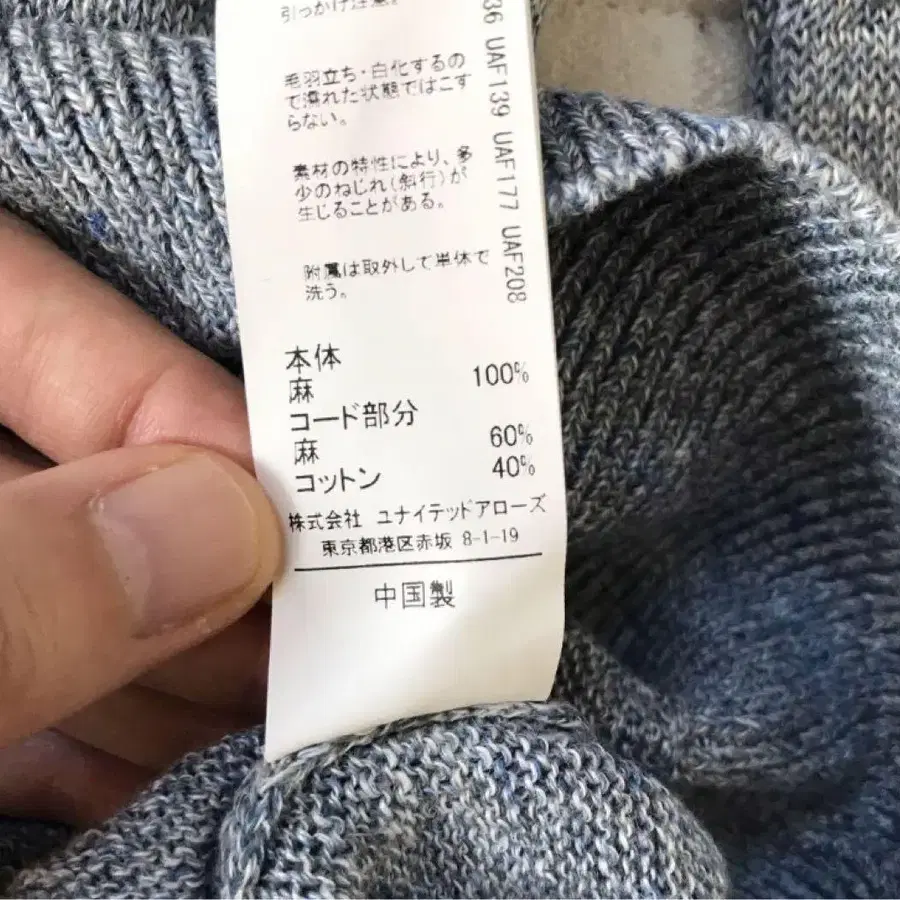 引っかけ注意。
毛羽立ち・白化するの
で濡れた状態ではこす
らない。
素材の特性により、多
少のねじれ(斜行)が
生じることがある。
附属は取外して単体で
洗う。
36 UAF139 UAF177 UAF208
本体
麻 100%
コード部分
麻 60%
コットン 40%
株式会社 ユナイテッドアローズ
東京都港区赤坂 8-1-19
中国製